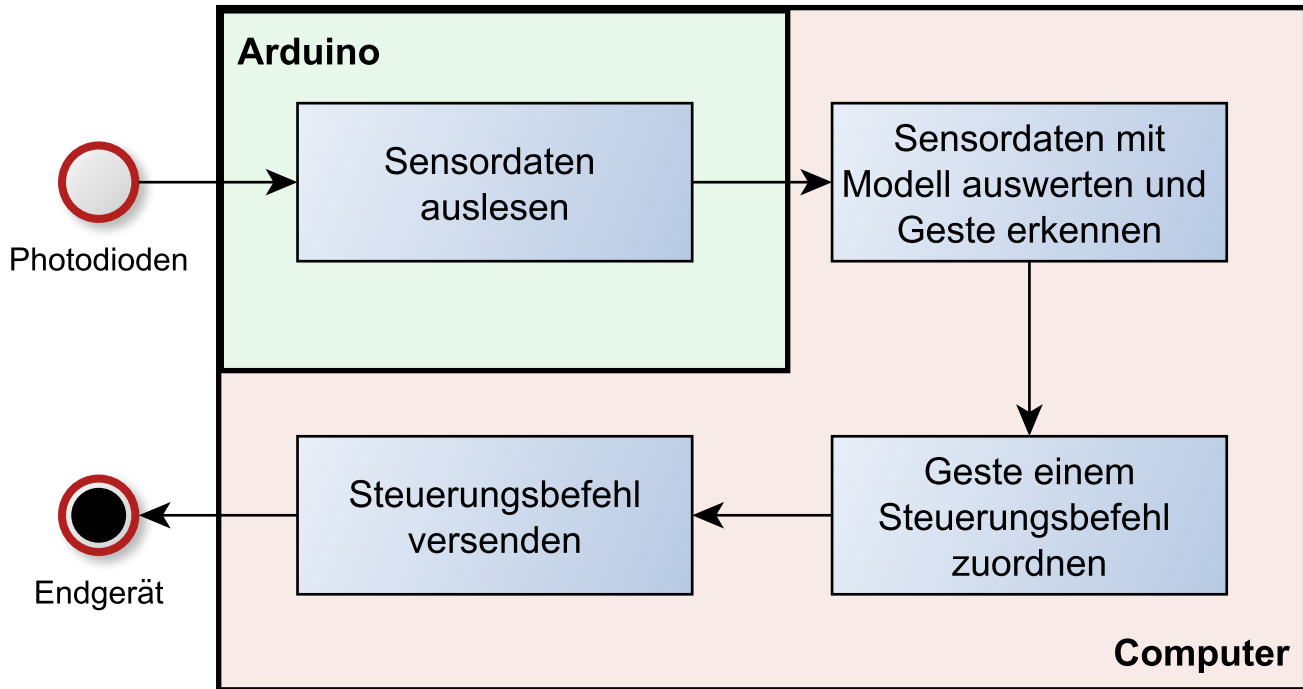 Arduino
Sensordaten
auslesen
Photodioden
Sensordaten mit
Modell auswerten und
Geste erkennen
Geste einem
Steuerungsbefehl
zuordnen
Steuerungsbefehl
versenden
Endgerät
Computer